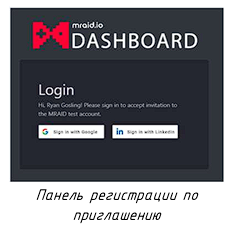 mraid.io
DASHBOARD
Login
Hi, Ryan Gosling! Please sign in to accept invitation to
the MRAID test account.
G Sign in with Google
in Sign in with LinkedIn
Панель регистрации по
приглашению